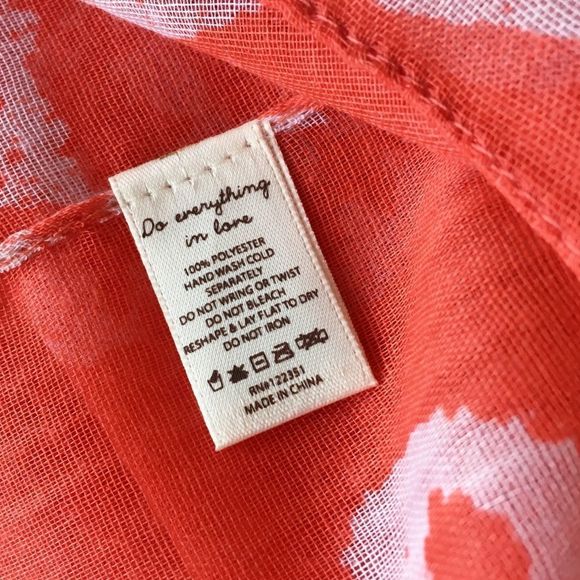 Do everything
in love
100% POLYESTER
HAND WASH COLD
SEPARATELY
DO NOT WRING OR TWIST
DO NOT BLEACH
RESHAPE & LAY FLAT TO DRY
DO NOT IRON
RN#122351
MADE IN CHINA